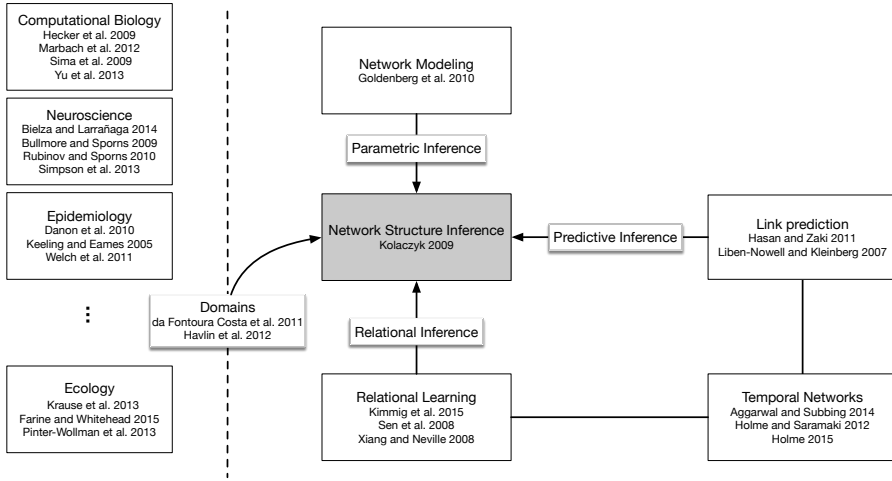 Computational Biology
Hecker et al. 2009
Marbach et al. 2012
Sima et al. 2009
Yu et al. 2013
Neuroscience
Bielza and Larrañaga 2014
Bullmore and Sporns 2009
Rubinov and Sporns 2010
Simpson et al. 2013
Epidemiology
Danon et al. 2010
Keeling and Eames 2005
Welch et al. 2011
...
Ecology
Krause et al. 2013
Farine and Whitehead 2015
Pinter-Wollman et al. 2013
Domains
da Fontoura Costa et al. 2011
Havlin et al. 2012
Network Modeling
Goldenberg et al. 2010
Parametric Inference
Network Structure Inference
Kolaczyk 2009
Predictive Inference
Link prediction
Hasan and Zaki 2011
Liben-Nowell and Kleinberg 2007
Relational Inference
Relational Learning
Kimmig et al. 2015
Sen et al. 2008
Xiang and Neville 2008
Temporal Networks
Aggarwal and Subbing 2014
Holme and Saramaki 2012
Holme 2015